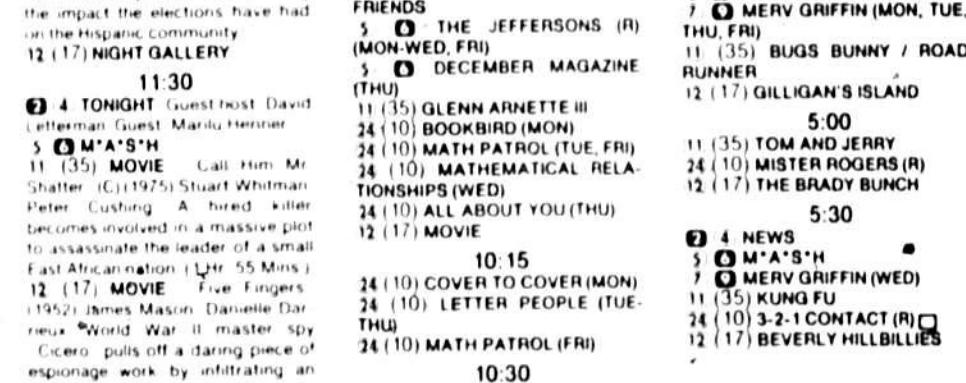 the impact the elections have had
on the Hispanic community
12 (17) NIGHT GALLERY
11:30
2 4 TONIGHT Guest host David
Letterman Guest Marilu Henner
5 6 M*A*S*H
11 (35) MOVIE Call Him Mr
Shatter (C) (1975) Stuart Whitman
Peter Cushing A hired killer
becomes involved in a massive plot
to assassinate the leader of a small
East African nation (1 Hr 55 Mins)
12 (17) MOVIE Five Fingers
(1952) James Mason Danielle Dar
rieux World War II master spy
Cicero pulls off a daring piece of
espionage work by infiltrating an
FRIENDS
5 6 THE JEFFERSONS (R)
(MON-WED, FRI)
5 6 DECEMBER MAGAZINE
(THU)
11 (35) GLENN ARNETTE III
24 (10) BOOKBIRD (MON)
24 (10) MATH PATROL (TUE, FRI)
24 (10) MATHEMATICAL RELA-
TIONSHIPS (WED)
24 (10) ALL ABOUT YOU (THU)
12 (17) MOVIE
10:15
24 (10) COVER TO COVER (MON)
24 (10) LETTER PEOPLE (TUE-
THU)
24 (10) MATH PATROL (FRI)
10:30
7 MERV GRIFFIN (MON, TUE,
THU, FRI)
11 (35) BUGS BUNNY / ROAD
RUNNER
12 (17) GILLIGAN'S ISLAND
5:00
11 (35) TOM AND JERRY
24 (10) MISTER ROGERS (R)
12 (17) THE BRADY BUNCH
5:30
2 4 NEWS
5 6 M*A*S*H
7 MERV GRIFFIN (WED)
11 (35) KUNG FU
24 (10) 3-2-1 CONTACT (R)
12 (17) BEVERLY HILLBILLIES